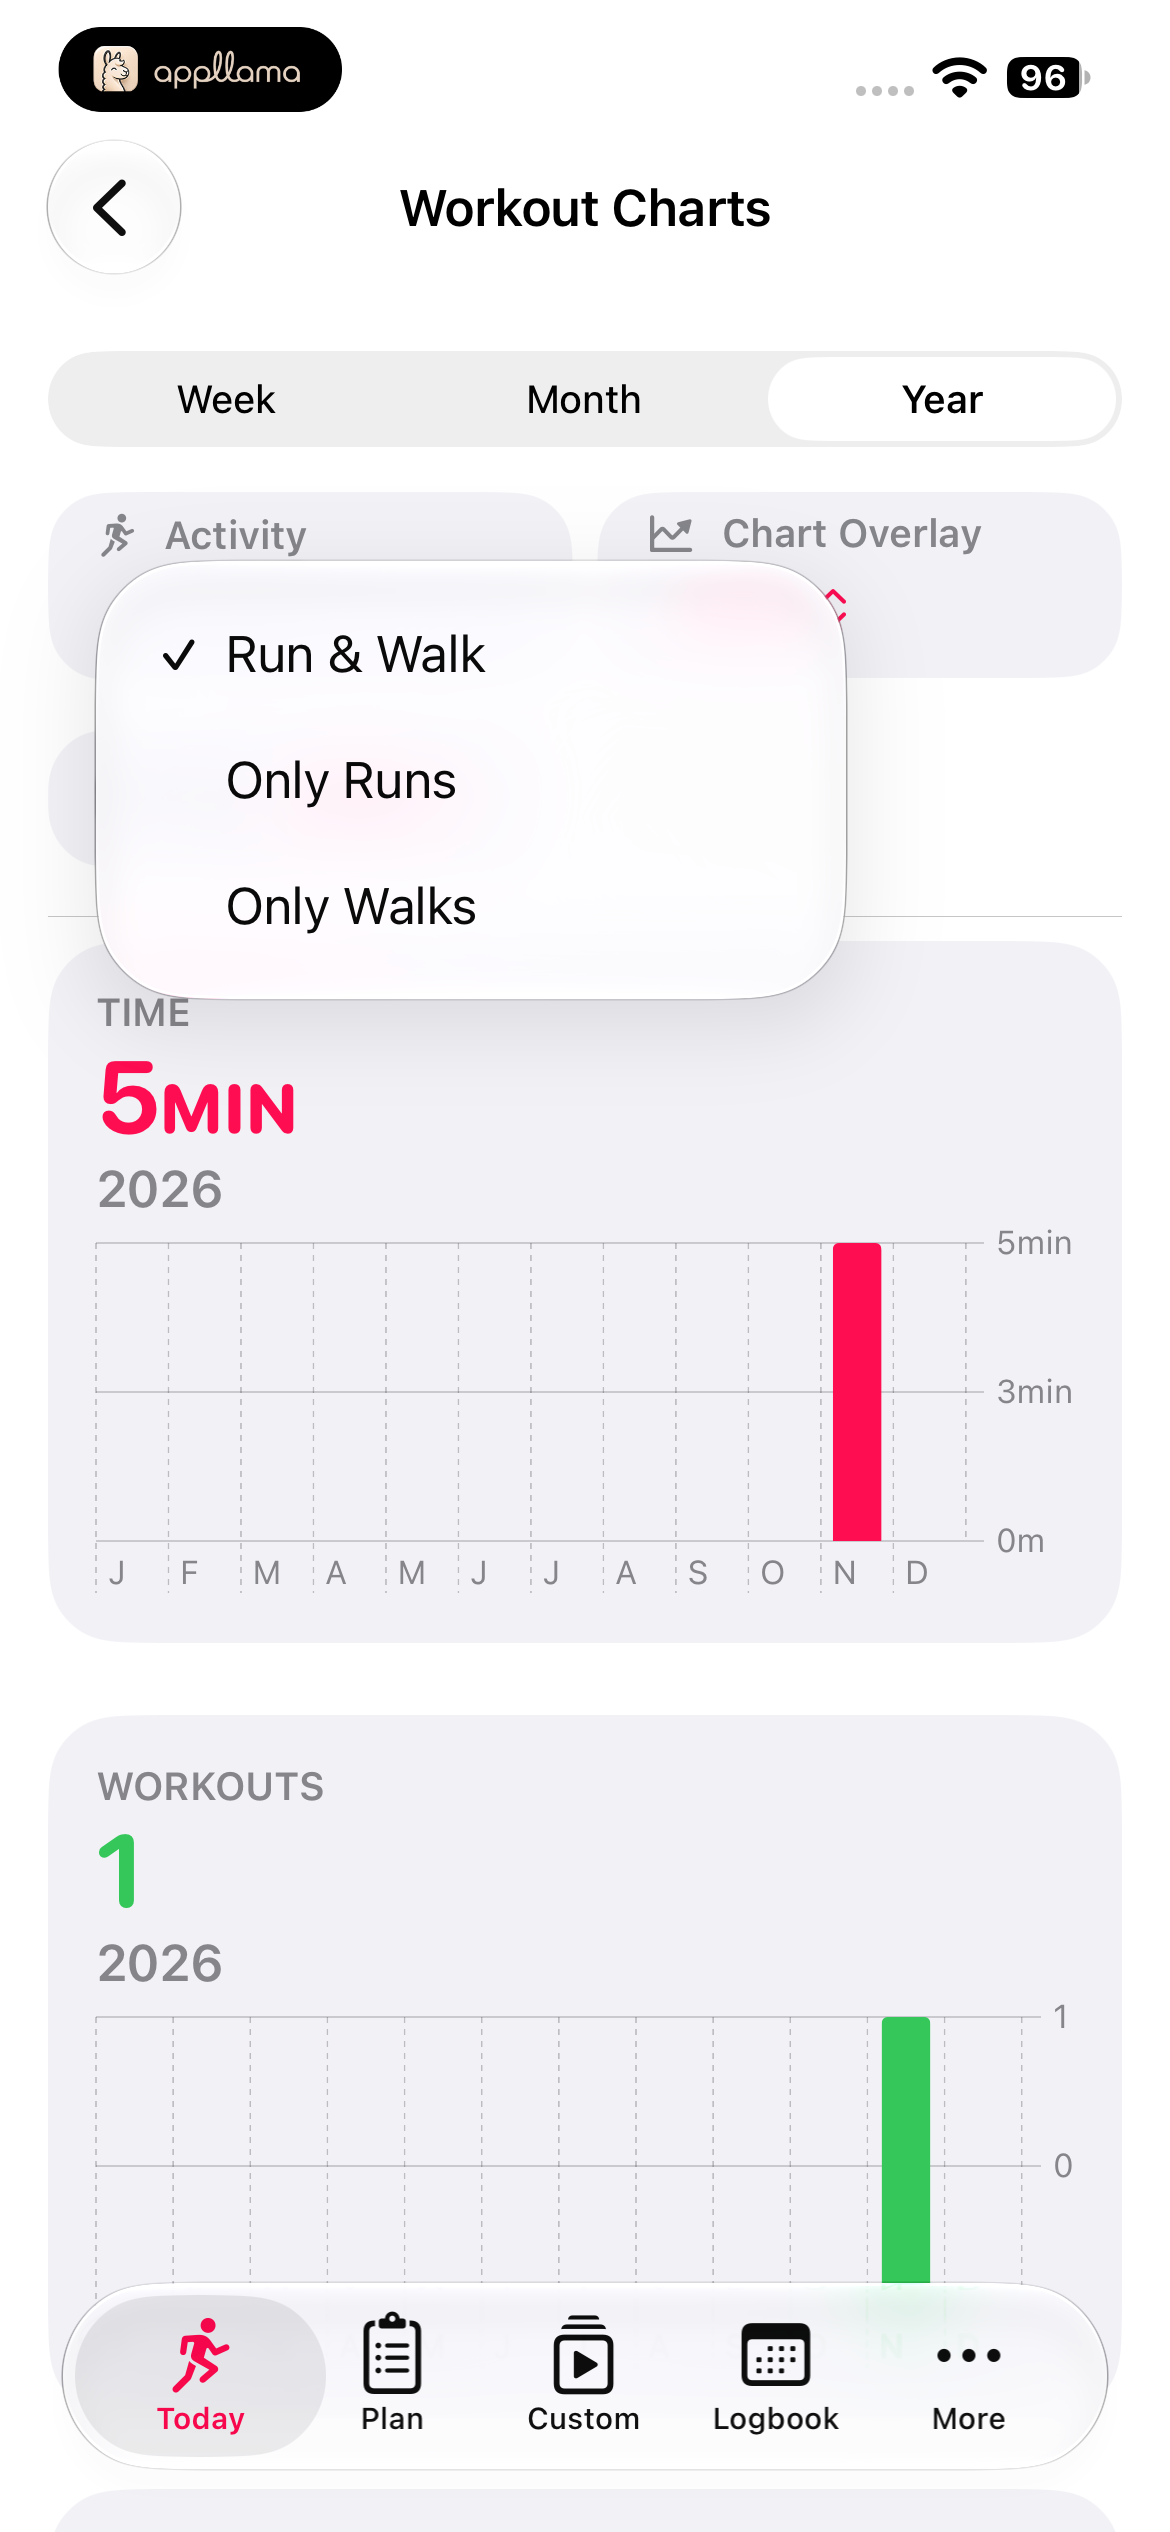 appllama
96
Workout Charts
Week Month Year
Activity
Chart Overlay
Run & Walk
Only Runs
Only Walks
TIME
5MIN
2026
5min
3min
0m
J F M A M J J A S O N D
WORKOUTS
1
2026
1
0
Today Plan Custom Logbook More